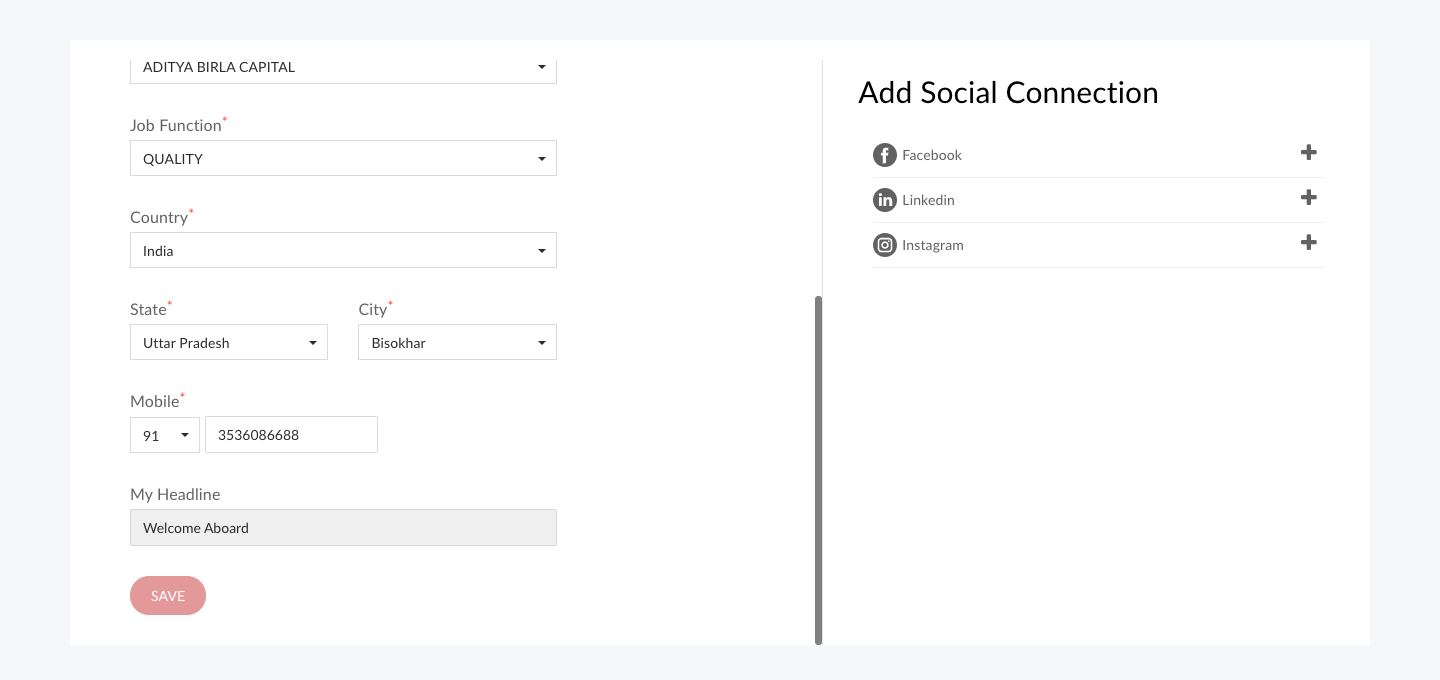 ADITYA BIRLA CAPITAL
Job Function*
QUALITY
Country*
India
State*
City*
Uttar Pradesh
Bisokhar
Mobile*
91
3536086688
My Headline
Welcome Aboard
SAVE
Add Social Connection
Facebook
Linkedin
Instagram